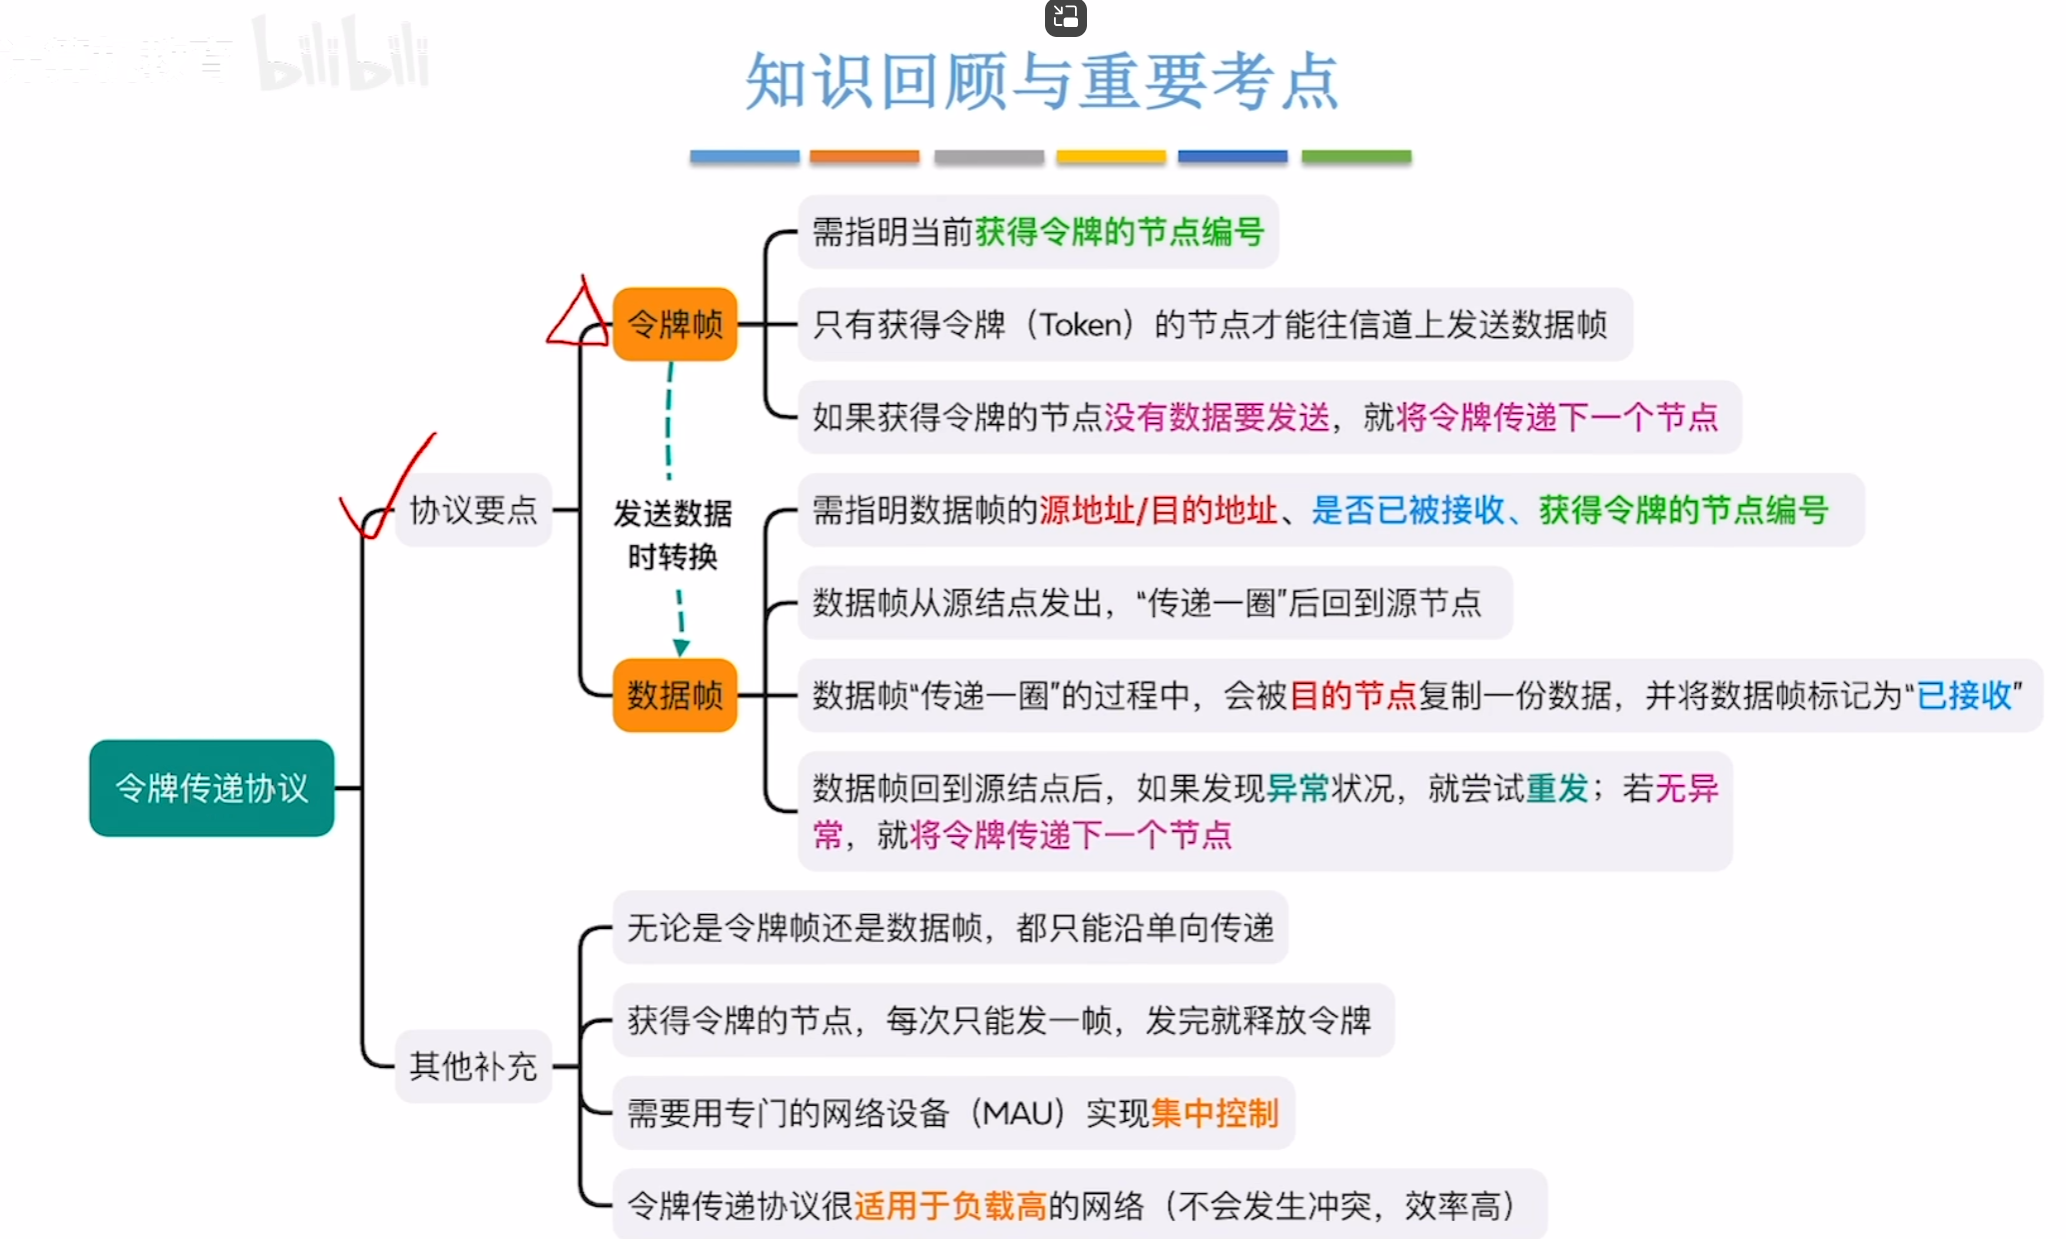 bilibili
知识回顾与重要考点
需指明当前获得令牌的节点编号
令牌帧
只有获得令牌（Token）的节点才能往信道上发送数据帧
如果获得令牌的节点没有数据要发送，就将令牌传递下一个节点
协议要点
发送数据
时转换
需指明数据帧的源地址/目的地址、是否已被接收、获得令牌的节点编号
数据帧从源结点发出，“传递一圈”后回到源节点
数据帧
数据帧“传递一圈”的过程中，会被目的节点复制一份数据，并将数据帧标记为“已接收”
令牌传递协议
数据帧回到源结点后，如果发现异常状况，就尝试重发；若无异
常，就将令牌传递下一个节点
无论是令牌帧还是数据帧，都只能沿单向传递
获得令牌的节点，每次只能发一帧，发完就释放令牌
其他补充
需要用专门的网络设备（MAU）实现集中控制
令牌传递协议很适用于负载高的网络（不会发生冲突，效率高）